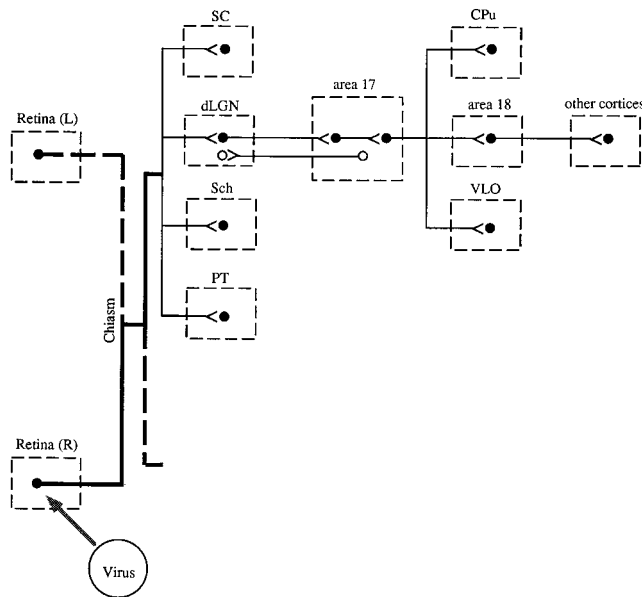 SC
CPu
dLGN
area 17
area 18
other cortices
Retina (L)
Sch
VLO
PT
Chiasm
Retina (R)
Virus